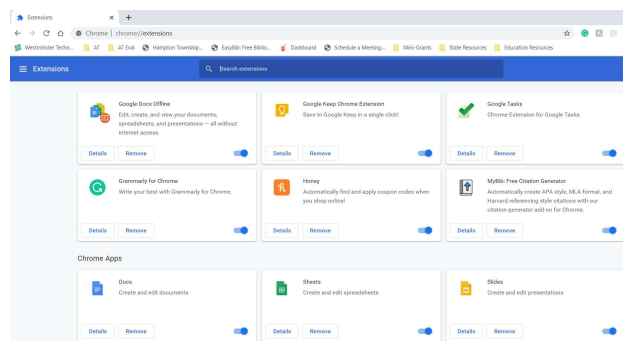 Extensions
Chrome | chrome://extensions
Westminster Techn... AT AT Eval Hampton Township... EasyBib: Free Biblio... Dashboard Schedule a Meeting... Mini-Grants State Resources Education Resources
Extensions Search extensions
Google Docs Offline
Edit, create, and view your documents,
spreadsheets, and presentations — all without
internet access.
Details Remove
Google Keep Chrome Extension
Save to Google Keep in a single click!
Details Remove
Google Tasks
Chrome Extension for Google Tasks
Details Remove
Grammarly for Chrome
Write your best with Grammarly for Chrome.
Details Remove
Honey
Automatically find and apply coupon codes when
you shop online!
Details Remove
MyBib: Free Citation Generator
Automatically create APA style, MLA format, and
Harvard referencing style citations with our
citation generator add-on for Chrome.
Details Remove
Chrome Apps
Docs
Create and edit documents
Details Remove
Sheets
Create and edit spreadsheets
Details Remove
Slides
Create and edit presentations
Details Remove